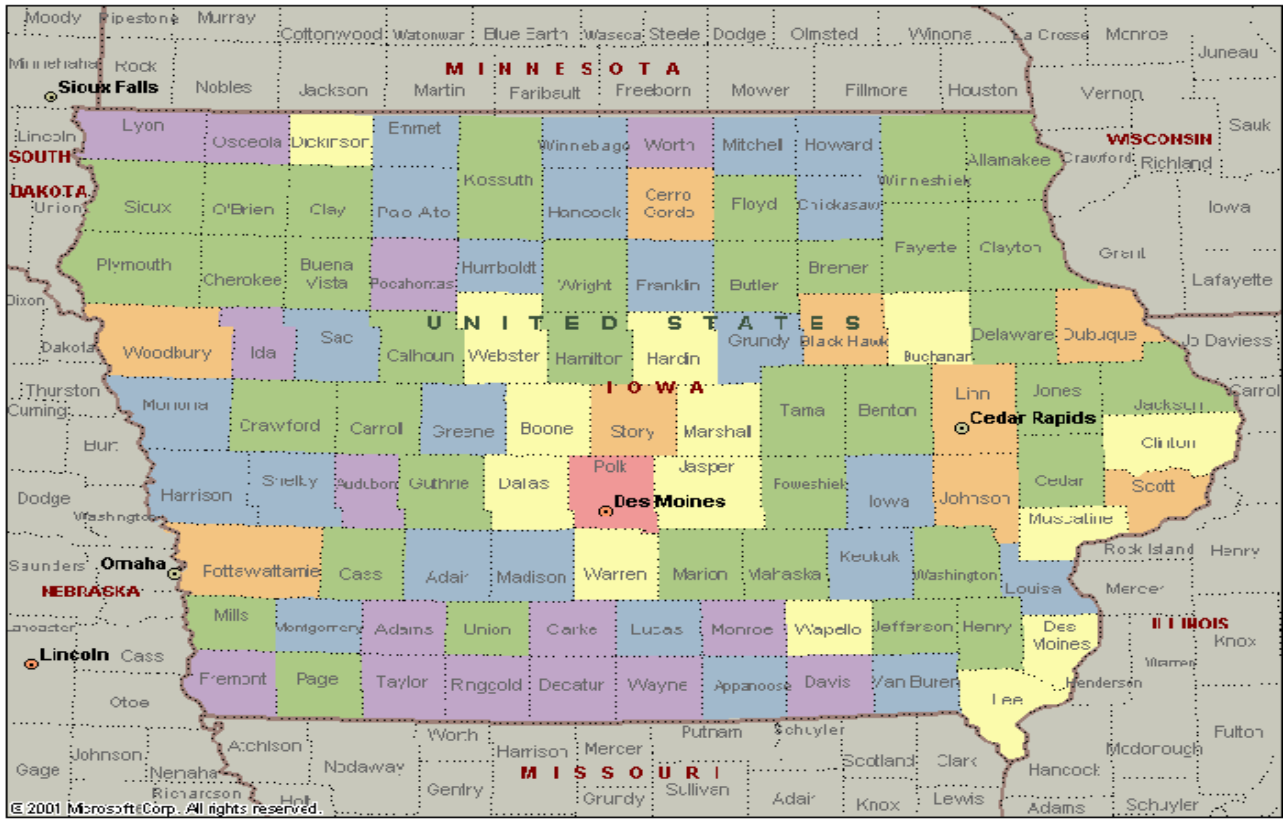 Moody Pipestone Murray
Cottonwood Watonwan Blue Earth Waseca Steele Dodge Olmsted Winona La Crosse Monroe
Juneau
Minnehaha Rock MINNESOTA
Sioux Falls Nobles Jackson Martin Faribault Freeborn Mower Fillmore Houston Vernon
Lincoln Lyon Osceola Dickinson Emmet Winnebago Worth Mitchell Howard Allamakee WISCONSIN Sauk
SOUTH Kossuth Winneshiek Crawford Richland
DAKOTA Cerro
Union Sioux O'Brien Clay Hancock Gordo Floyd Chickasaw Iowa
Plymouth Cherokee Buena Humboldt Bremer Fayette Clayton Grant
Vista Pocahontas Wright Franklin Butler Lafayette
Dixon UNITED STATES
Dakota Woodbury Ida Sac Calhoun Webster Hamilton Hardin Grundy Black Hawk Buchanan Delaware Dubuque Jo Daviess
Thurston IOWA Linn Jones Jackson Carroll
Cuming Monona Crawford Carroll Greene Boone Story Marshall Tama Benton Cedar Rapids
Burt Clinton
Dodge Harrison Shelby Audubon Guthrie Dalas Polk Jasper Foweshiek Iowa Johnson Cedar Scott
Washington Des Moines Muscatine
Saunders Omaha Fottawattamie Cass Adair Madison Warren Marion Mahaska Keukuk Washington Rock Island Henry
NEBRASKA Louisa Mercer
Lancaster Mills Montgomery Adams Union Clarke Lucas Monroe Wapello Jefferson Henry Des ILLINOIS
Moines Knox
Lincoln Cass Warren
Otoe Fremont Page Taylor Ringgold Decatur Wayne Appanoose Davis Van Buren Lee Henderson
Johnson Atchison Worth Harrison Mercer Putnam Schuyler Mcdonough Fulton
Gage Nemaha Nodaway MISSOURI Scotland Clark Hancock
Richarcson Holt Gentry Grundy Sullivan Adair Knox Lewis Adams Schuyler
© 2001 Microsoft Corp. All rights reserved.